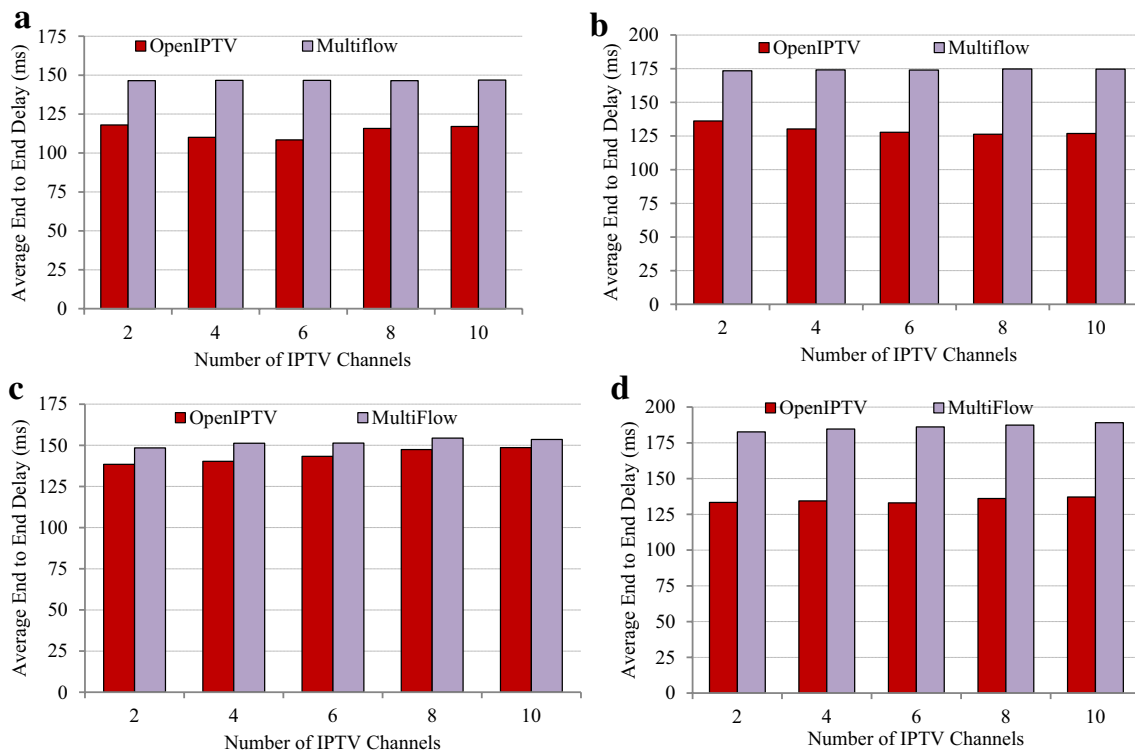 a
OpenIPTV Multiflow
Average End to End Delay (ms)
175
150
125
100
75
50
25
0
2 4 6 8 10
Number of IPTV Channels
b
OpenIPTV Multiflow
Average End to End Delay (ms)
200
175
150
125
100
75
50
25
0
2 4 6 8 10
Number of IPTV Channels
c
OpenIPTV MultiFlow
Average End to End Delay (ms)
175
150
125
100
75
50
25
0
2 4 6 8 10
Number of IPTV Channels
d
OpenIPTV MultiFlow
Average End to End Delay (ms)
200
175
150
125
100
75
50
25
0
2 4 6 8 10
Number of IPTV Channels